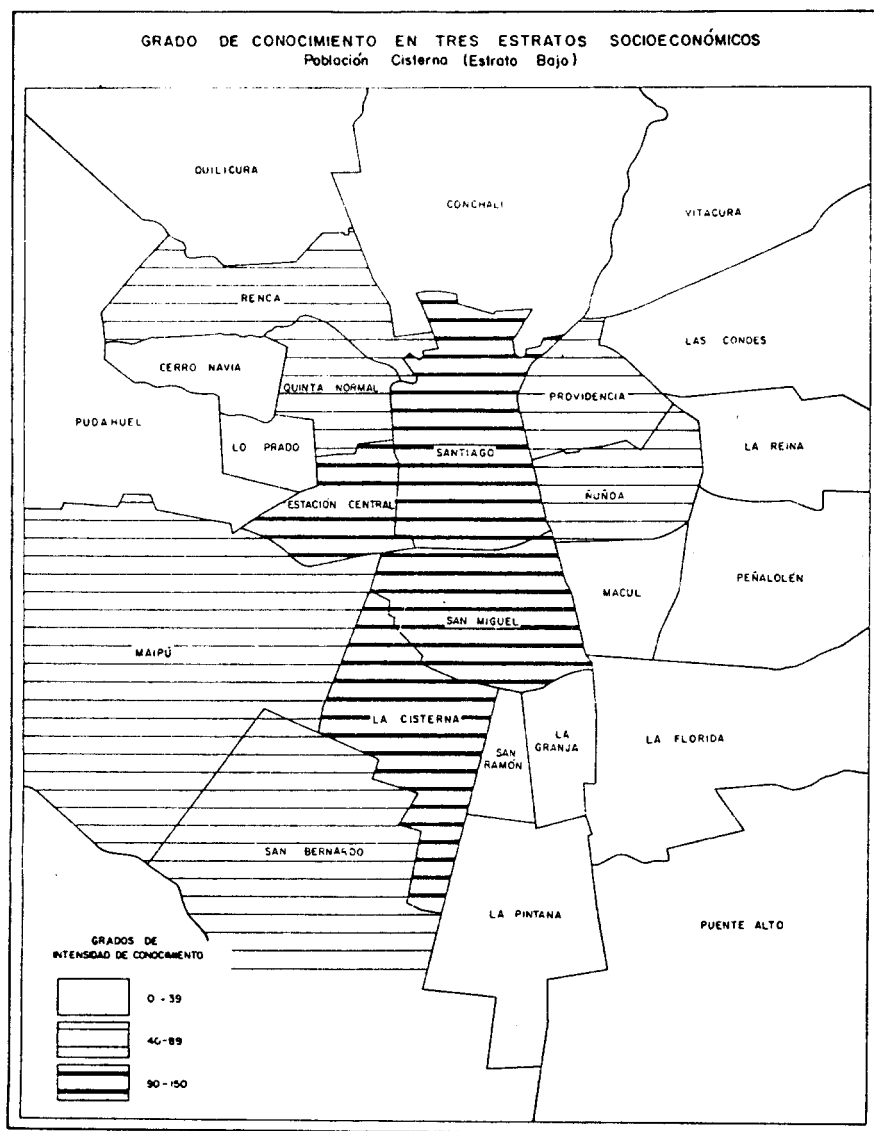 GRADO DE CONOCIMIENTO EN TRES ESTRATOS SOCIOECONÓMICOS
Población Cisterna (Estrato Bajo)
QUILICURA
CONCHALI
VITACURA
RENCA
LAS CONDES
CERRO NAVIA
QUINTA NORMAL
PROVIDENCIA
PUDAHUEL
LO PRADO
SANTIAGO
LA REINA
ESTACIÓN CENTRAL
ÑUÑOA
MACUL
PEÑALOLÉN
SAN MIGUEL
MAIPÚ
LA CISTERNA
SAN
RAMÓN
LA
GRANJA
LA FLORIDA
SAN BERNARDO
LA PINTANA
PUENTE ALTO
GRADOS DE
INTENSIDAD DE CONOCIMIENTO
0-39
40-89
90-150